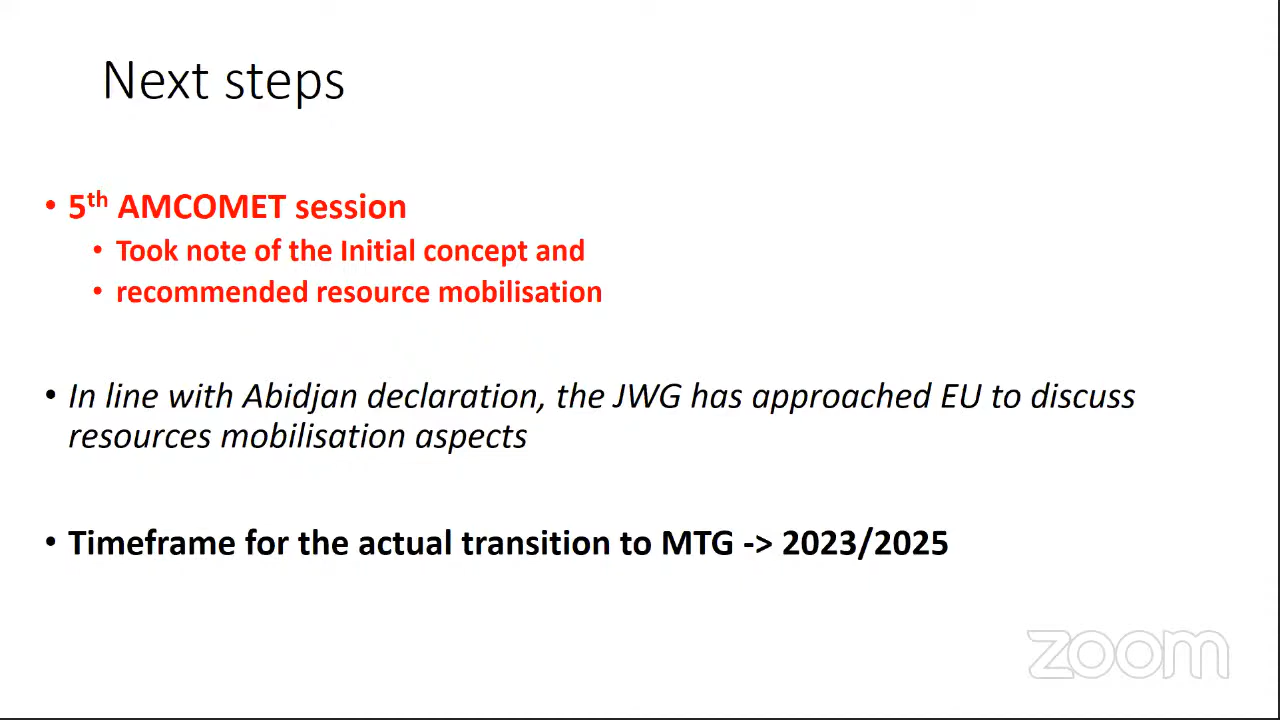 Next steps
• 5th AMCOMET session
• Took note of the Initial concept and
• recommended resource mobilisation
• In line with Abidjan declaration, the JWG has approached EU to discuss
resources mobilisation aspects
• Timeframe for the actual transition to MTG -> 2023/2025
zoom